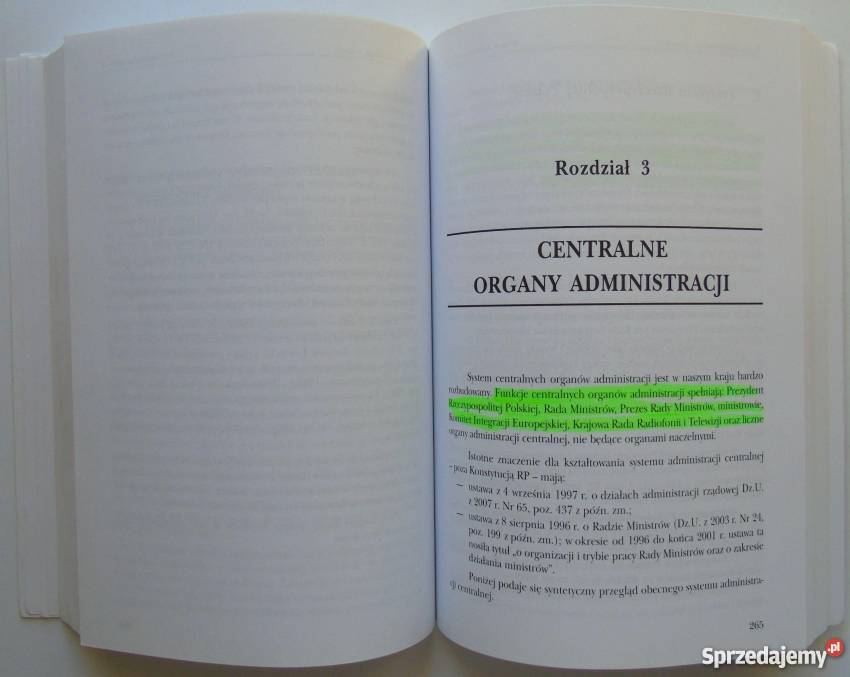 Rozdział 3
CENTRALNE
ORGANY ADMINISTRACJI
System centralnych organów administracji jest w naszym kraju bardzo
rozbudowany. Funkcje centralnych organów administracji spełniają: Prezydent
Rzeczypospolitej Polskiej, Rada Ministrów, Prezes Rady Ministrów, ministrowie,
Komitet Integracji Europejskiej, Krajowa Rada Radiofonii i Telewizji oraz liczne
organy administracji centralnej, nie będące organami naczelnymi.
Istotne znaczenie dla kształtowania systemu administracji centralnej
– poza Konstytucją RP – mają:
– ustawa z 4 września 1997 r. o działach administracji rządowej Dz.U.
z 2007 r. Nr 65, poz. 437 z późn. zm.;
– ustawa z 8 sierpnia 1996 r. o Radzie Ministrów (Dz.U. z 2003 r. Nr 24,
poz. 199 z późn. zm.); w okresie od 1996 do końca 2001 r. ustawa ta
nosiła tytuł „o organizacji i trybie pracy Rady Ministrów oraz o zakresie
działania ministrów”.
Poniżej podaje się syntetyczny przegląd obecnego systemu administra-
cji centralnej.
265
Sprzedajemy.pl